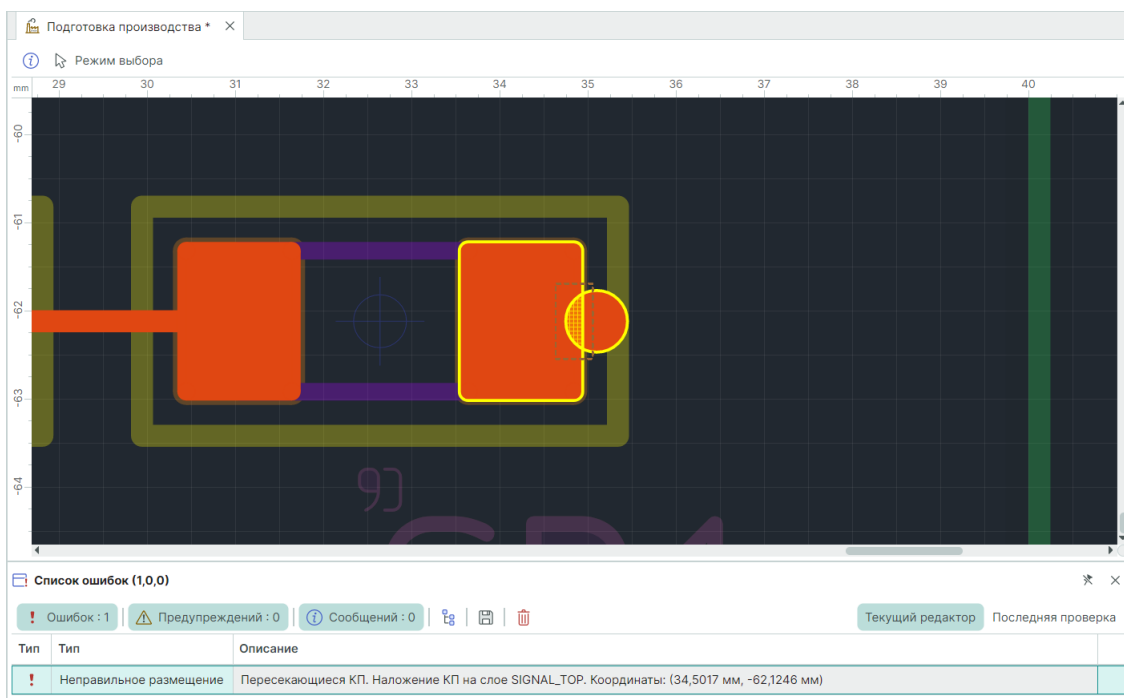 Подготовка производства *
Режим выбора
mm 29 30 31 32 33 34 35 36 37 38 39 40
-60
-61
-62
-63
-64
Список ошибок (1,0,0)
Ошибок : 1 Предупреждений : 0 Сообщений : 0 Текущий редактор Последняя проверка
Тип Тип Описание
Неправильное размещение Пересекающиеся КП. Наложение КП на слое SIGNAL_TOP. Координаты: (34,5017 мм, -62,1246 мм)